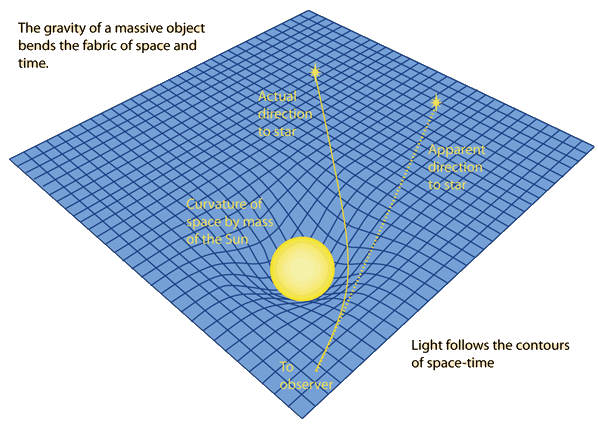 The gravity of a massive object
bends the fabric of space and
time.
Actual
direction
to star
Apparent
direction
to star
Curvature of
space by mass
of the Sun
Light follows the contours
of space-time
To
observer